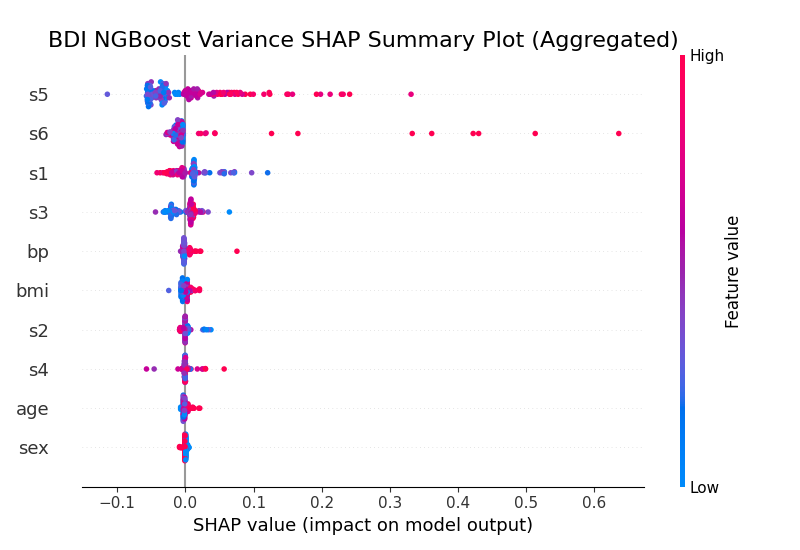 BDI NGBoost Variance SHAP Summary Plot (Aggregated)
High
s5
s6
s1
s3
bp
bmi
s2
s4
age
sex
Feature value
Low
−0.1 0.0 0.1 0.2 0.3 0.4 0.5 0.6
SHAP value (impact on model output)